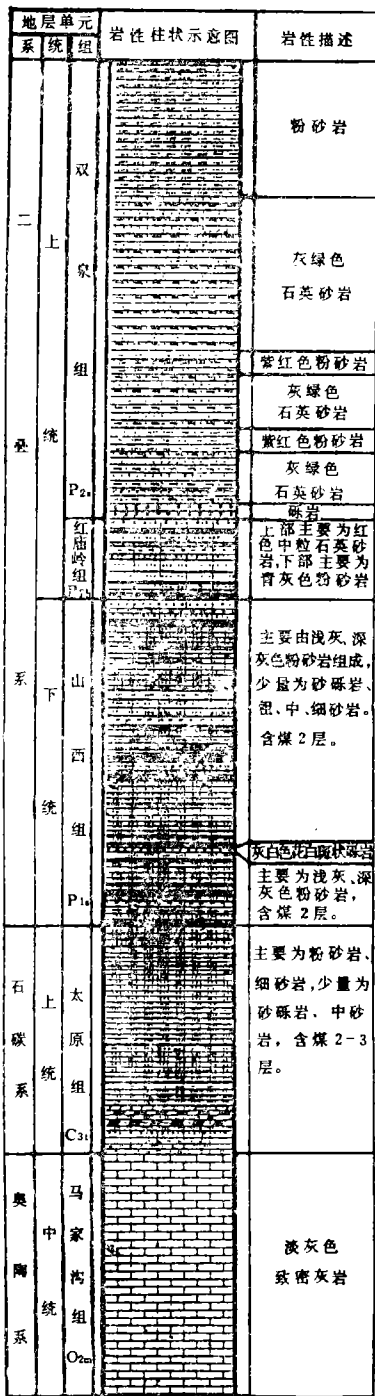 地层单元
系 统 组
岩性柱状示意图
岩性描述
二叠系
上统
双泉组
P2s
粉砂岩
灰绿色
石英砂岩
紫红色粉砂岩
灰绿色
石英砂岩
紫红色粉砂岩
灰绿色
石英砂岩
砾岩
红庙岭组
上部主要为红
色中粒石英砂
岩,下部主要为
青灰色粉砂岩
下统
山西组
P1s
主要由浅灰、深
灰色粉砂岩组成,
少量为砂砾岩、
粗、中、细砂岩。
含煤2层。
灰白色花白斑状砾岩
主要为浅灰、深
灰色粉砂岩,
含煤2层。
石碳系
上统
太原组
C3t
主要为粉砂岩、
细砂岩,少量为
砂砾岩、中砂
岩,含煤2-3
层。
奥陶系
中统
马家沟组
O2m
淡灰色
致密灰岩